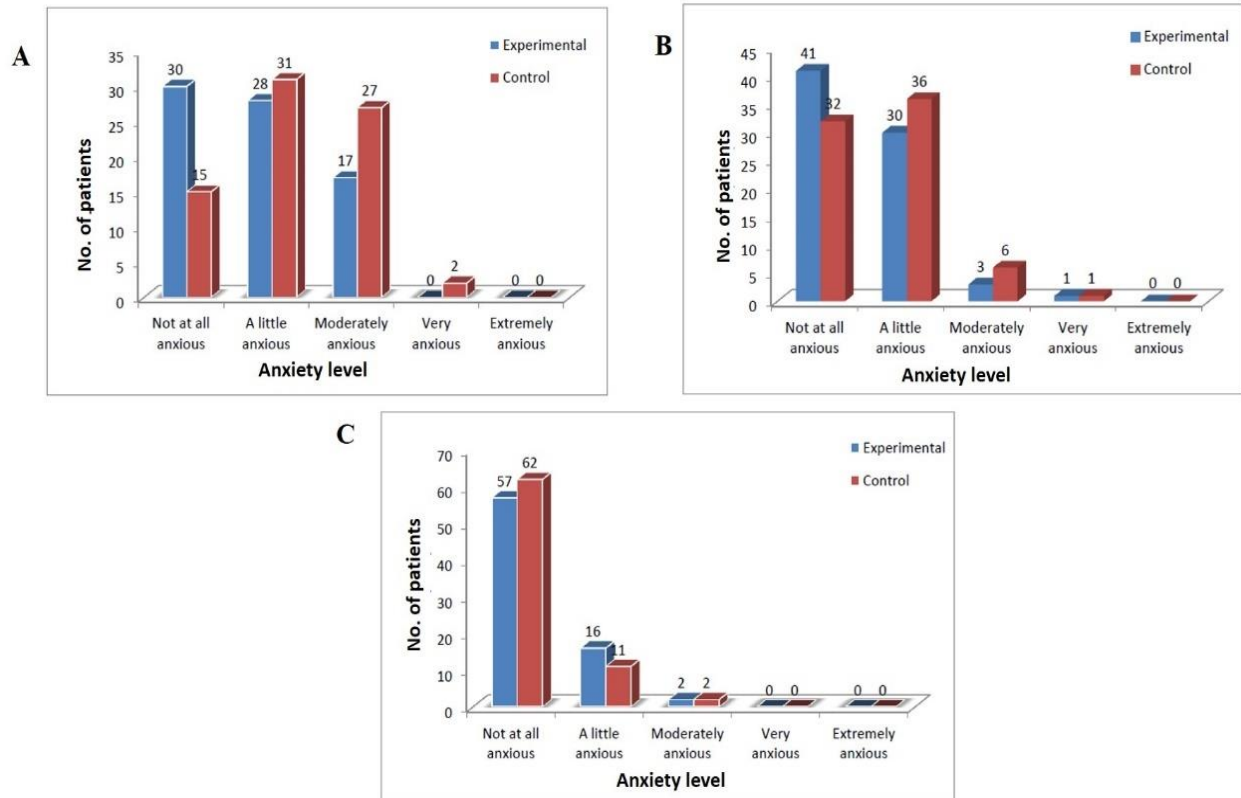 A
Experimental
Control
No. of patients
35
30
25
20
15
10
5
0
30
15
28
31
17
27
0
2
0
0
Not at all
anxious
A little
anxious
Moderately
anxious
Very
anxious
Extremely
anxious
Anxiety level
B
Experimental
Control
No. of patients
45
40
35
30
25
20
15
10
5
0
41
32
30
36
3
6
1
1
0
0
Not at all
anxious
A little
anxious
Moderately
anxious
Very
anxious
Extremely
anxious
Anxiety level
C
Experimental
Control
No. of patients
70
60
50
40
30
20
10
0
57
62
16
11
2
2
0
0
0
0
Not at all
anxious
A little
anxious
Moderately
anxious
Very
anxious
Extremely
anxious
Anxiety level